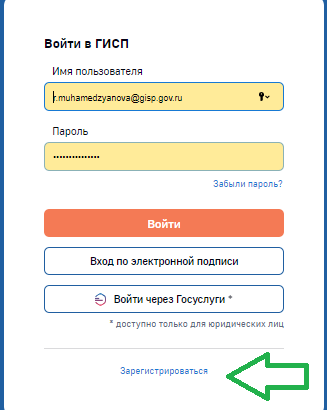 Войти в ГИСП
Имя пользователя
r.muhamedzyanova@gisp.gov.ru
Пароль
•••••••••••••••
Забыли пароль?
Войти
Вход по электронной подписи
Войти через Госуслуги *
* доступно только для юридических лиц
Зарегистрироваться